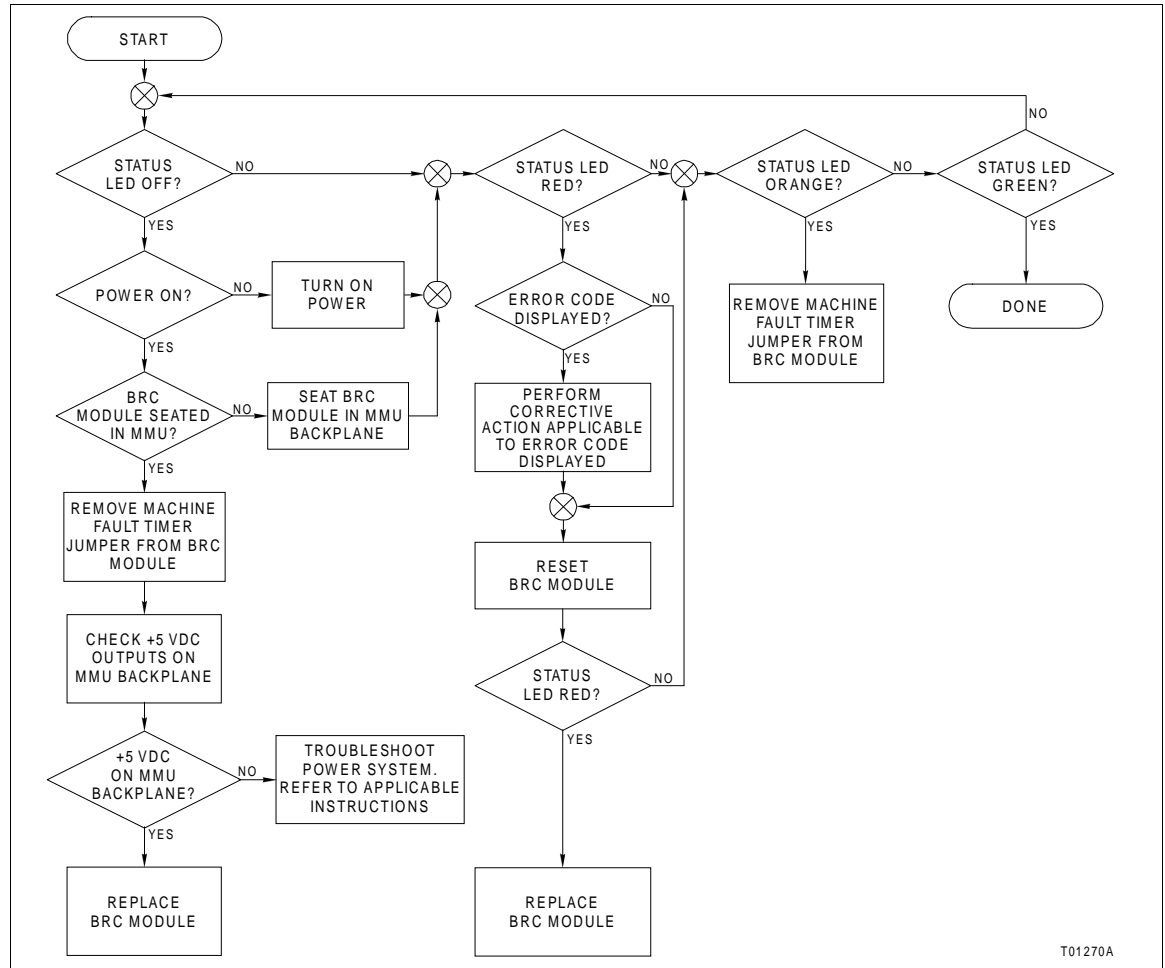 START
STATUS
LED OFF?
NO
YES
POWER ON?
NO
TURN ON
POWER
YES
BRC
MODULE SEATED
IN MMU?
NO
SEAT BRC
MODULE IN MMU
BACKPLANE
YES
REMOVE MACHINE
FAULT TIMER
JUMPER FROM BRC
MODULE
CHECK +5 VDC
OUTPUTS ON
MMU BACKPLANE
+5 VDC
ON MMU
BACKPLANE?
NO
TROUBLESHOOT
POWER SYSTEM.
REFER TO APPLICABLE
INSTRUCTIONS
YES
REPLACE
BRC MODULE
STATUS LED
RED?
NO
YES
ERROR CODE
DISPLAYED?
NO
YES
PERFORM
CORRECTIVE
ACTION APPLICABLE
TO ERROR CODE
DISPLAYED
RESET
BRC MODULE
STATUS
LED RED?
NO
YES
REPLACE
BRC MODULE
STATUS LED
ORANGE?
NO
YES
REMOVE MACHINE
FAULT TIMER
JUMPER FROM
BRC MODULE
NO
STATUS LED
GREEN?
YES
DONE
T01270A